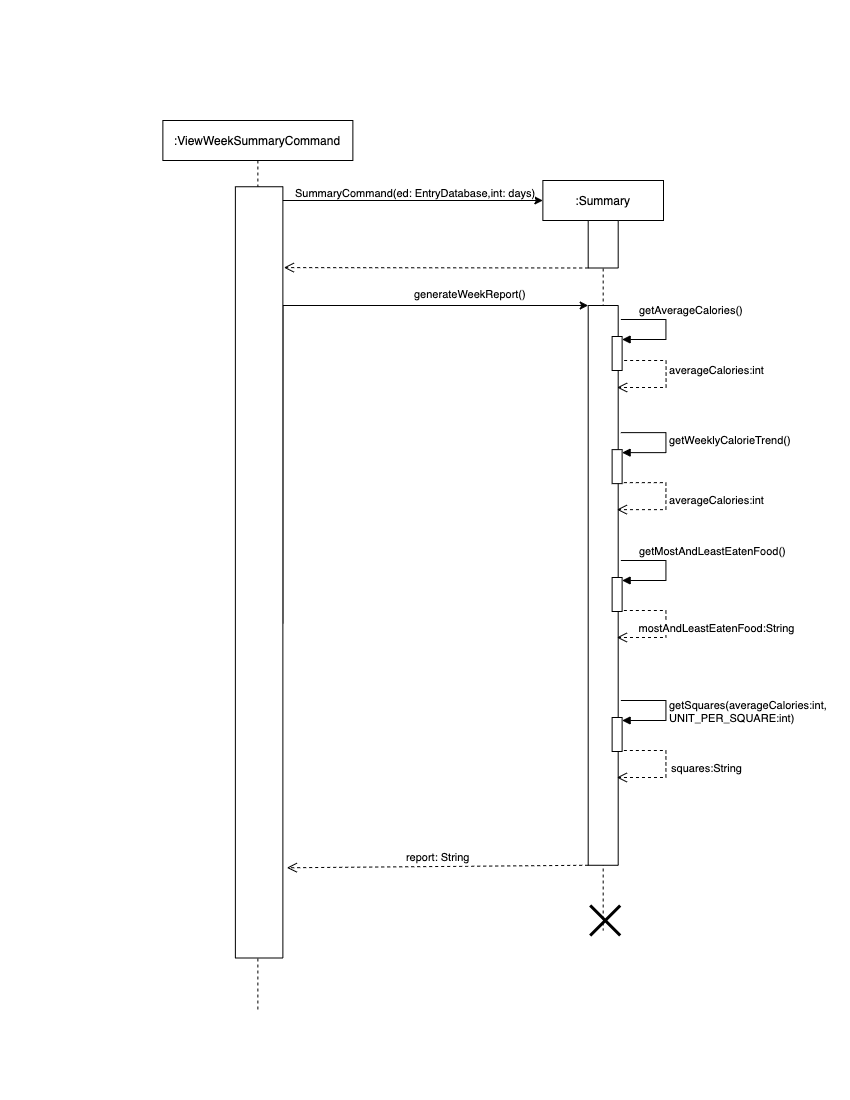 :ViewWeekSummaryCommand
SummaryCommand(ed: EntryDatabase,int: days)
:Summary
generateWeekReport()
getAverageCalories()
averageCalories:int
getWeeklyCalorieTrend()
averageCalories:int
getMostAndLeastEatenFood()
mostAndLeastEatenFood:String
getSquares(averageCalories:int,
UNIT_PER_SQUARE:int)
squares:String
report: String